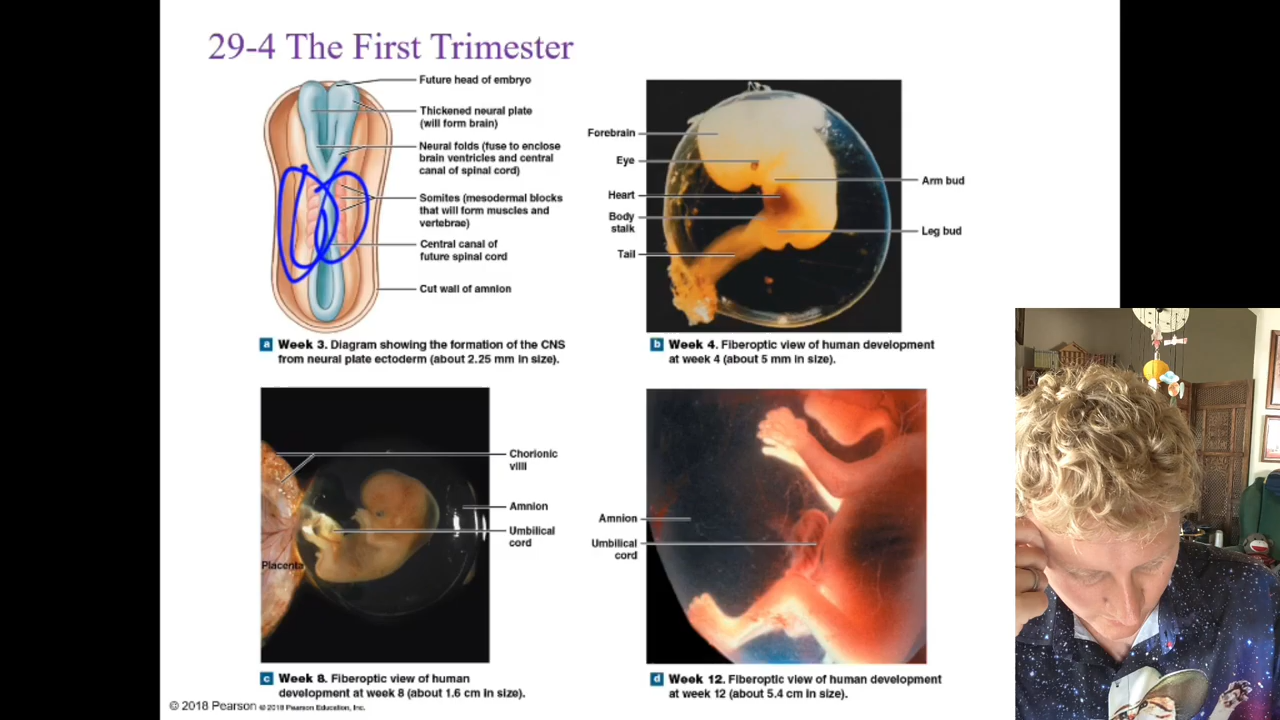 29-4 The First Trimester
Future head of embryo
Thickened neural plate
(will form brain)
Neural folds (fuse to enclose
brain ventricles and central
canal of spinal cord)
Somites (mesodermal blocks
that will form muscles and
vertebrae)
Central canal of
future spinal cord
Cut wall of amnion
a Week 3. Diagram showing the formation of the CNS
from neural plate ectoderm (about 2.25 mm in size).
Forebrain
Eye
Heart
Body
stalk
Tail
Arm bud
Leg bud
b Week 4. Fiberoptic view of human development
at week 4 (about 5 mm in size).
Chorionic
villi
Amnion
Umbilical
cord
Placenta
c Week 8. Fiberoptic view of human
development at week 8 (about 1.6 cm in size).
Amnion
Umbilical
cord
d Week 12. Fiberoptic view of human development
at week 12 (about 5.4 cm in size).
© 2018 Pearson © 2018 Pearson Education, Inc.